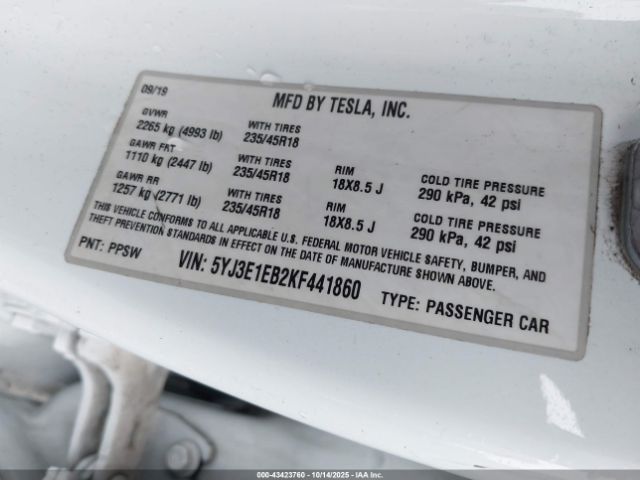 09/19
MFD BY TESLA, INC.
GVWR
2265 kg (4993 lb)
WITH TIRES
235/45R18
GAWR FRT
1110 kg (2447 lb)
WITH TIRES
235/45R18
RIM
18X8.5 J
COLD TIRE PRESSURE
290 kPa, 42 psi
GAWR RR
1257 kg (2771 lb)
WITH TIRES
235/45R18
RIM
18X8.5 J
COLD TIRE PRESSURE
290 kPa, 42 psi
THIS VEHICLE CONFORMS TO ALL APPLICABLE U.S. FEDERAL MOTOR VEHICLE SAFETY, BUMPER, AND
THEFT PREVENTION STANDARDS IN EFFECT ON THE DATE OF MANUFACTURE SHOWN ABOVE.
PNT: PPSW
VIN: 5YJ3E1EB2KF441860
TYPE: PASSENGER CAR
000-43423760 - 10/14/2025 - IAA, Inc.